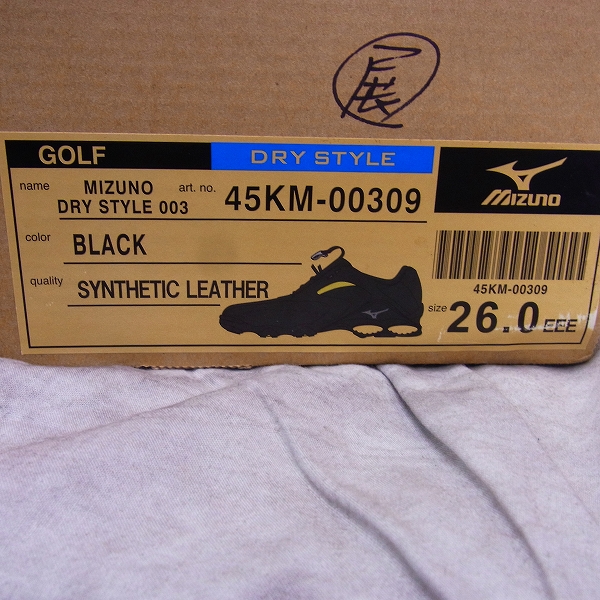 展
GOLF DRY STYLE
name MIZUNO DRY STYLE 003 art. no. 45KM-00309
MIZUNO
color BLACK
quality SYNTHETIC LEATHER
45KM-00309
size 26.0 EEE